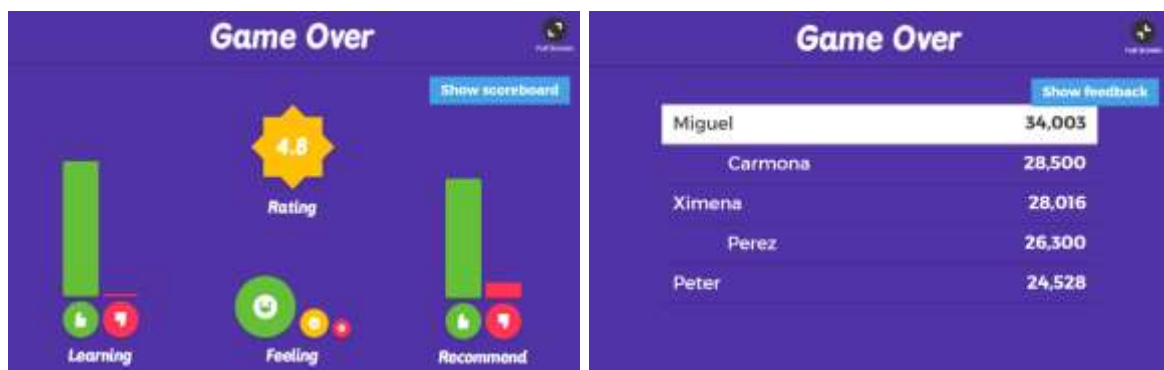 Game Over
Show scoreboard
4.8
Rating
Learning
Feeling
Recommend
Game Over
Show feedback
Miguel 34,003
Carmona 28,500
Ximena 28,016
Perez 26,300
Peter 24,528